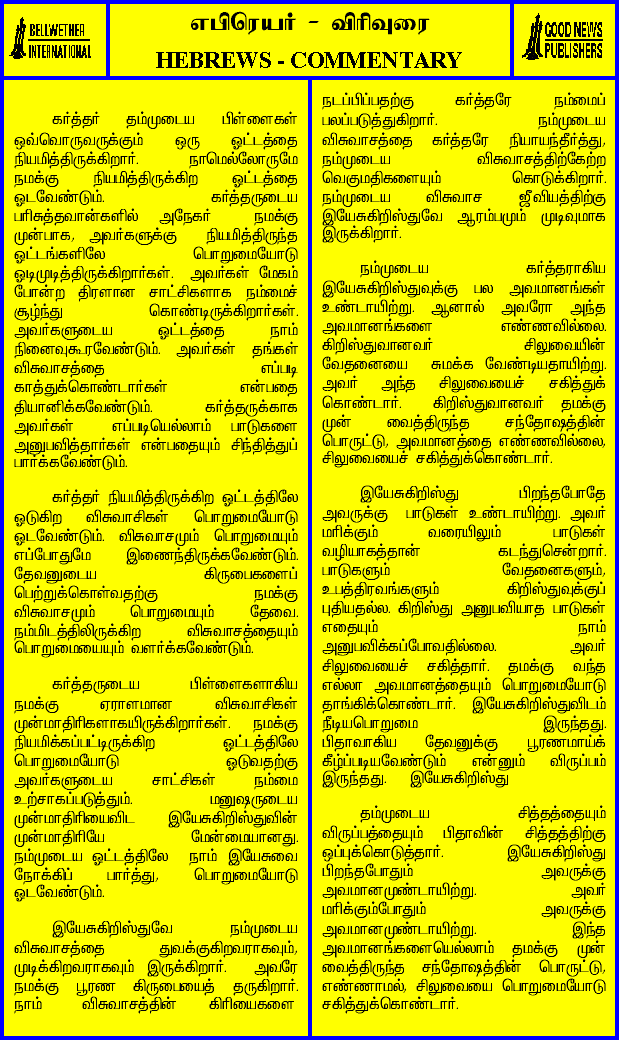 BELLWETHER
INTERNATIONAL
எபிரெயர் - விரிவுரை
HEBREWS - COMMENTARY
GOOD NEWS
PUBLISHERS
கர்த்தர் தம்முடைய பிள்ளைகள்
ஒவ்வொருவருக்கும் ஒரு ஓட்டத்தை
நியமித்திருக்கிறார். நாமெல்லோருமே
நமக்கு நியமித்திருக்கிற ஓட்டத்தை
ஓடவேண்டும். கர்த்தருடைய
பரிசுத்தவான்களில் அநேகர் நமக்கு
முன்பாக, அவர்களுக்கு நியமித்திருந்த
ஓட்டங்களிலே பொறுமையோடு
ஓடிமுடித்திருக்கிறார்கள். அவர்கள் மேகம்
போன்ற திரளான சாட்சிகளாக நம்மைச்
சூழ்ந்து கொண்டிருக்கிறார்கள்.
அவர்களுடைய ஓட்டத்தை நாம்
நினைவுகூரவேண்டும். அவர்கள் தங்கள்
விசுவாசத்தை எப்படி
காத்துக்கொண்டார்கள் என்பதை
தியானிக்கவேண்டும். கர்த்தருக்காக
அவர்கள் எப்படியெல்லாம் பாடுகளை
அனுபவித்தார்கள் என்பதையும் சிந்தித்துப்
பார்க்கவேண்டும்.
கர்த்தர் நியமித்திருக்கிற ஓட்டத்திலே
ஓடுகிற விசுவாசிகள் பொறுமையோடு
ஓடவேண்டும். விசுவாசமும் பொறுமையும்
எப்போதுமே இணைந்திருக்கவேண்டும்.
தேவனுடைய கிருபைகளைப்
பெற்றுக்கொள்வதற்கு நமக்கு
விசுவாசமும் பொறுமையும் தேவை.
நம்மிடத்திலிருக்கிற விசுவாசத்தையும்
பொறுமையையும் வளர்க்கவேண்டும்.
கர்த்தருடைய பிள்ளைகளாகிய
நமக்கு ஏராளமான விசுவாசிகள்
முன்மாதிரிகளாகயிருக்கிறார்கள். நமக்கு
நியமிக்கப்பட்டிருக்கிற ஓட்டத்திலே
பொறுமையோடு ஓடுவதற்கு
அவர்களுடைய சாட்சிகள் நம்மை
உற்சாகப்படுத்தும். மனுஷருடைய
முன்மாதிரியைவிட இயேசுகிறிஸ்துவின்
முன்மாதிரியே மேன்மையானது.
நம்முடைய ஓட்டத்திலே நாம் இயேசுவை
நோக்கிப் பார்த்து, பொறுமையோடு
ஓடவேண்டும்.
இயேசுகிறிஸ்துவே நம்முடைய
விசுவாசத்தை துவக்குகிறவராகவும்,
முடிக்கிறவராகவும் இருக்கிறார். அவரே
நமக்கு பூரண கிருபையைத் தருகிறார்.
நாம் விசுவாசத்தின் கிரியைகளை
நடப்பிப்பதற்கு கர்த்தரே நம்மைப்
பலப்படுத்துகிறார். நம்முடைய
விசுவாசத்தை கர்த்தரே நியாயந்தீர்த்து,
நம்முடைய விசுவாசத்திற்கேற்ற
வெகுமதிகளையும் கொடுக்கிறார்.
நம்முடைய விசுவாச ஜீவியத்திற்கு
இயேசுகிறிஸ்துவே ஆரம்பமும் முடிவுமாக
இருக்கிறார்.
நம்முடைய கர்த்தராகிய
இயேசுகிறிஸ்துவுக்கு பல அவமானங்கள்
உண்டாயிற்று. ஆனால் அவரோ அந்த
அவமானங்களை எண்ணவில்லை.
கிறிஸ்துவானவர் சிலுவையின்
வேதனையை சுமக்க வேண்டியதாயிற்று.
அவர் அந்த சிலுவையைச் சகித்துக்
கொண்டார். கிறிஸ்துவானவர் தமக்கு
முன் வைத்திருந்த சந்தோஷத்தின்
பொருட்டு, அவமானத்தை எண்ணவில்லை,
சிலுவையைச் சகித்துக்கொண்டார்.
இயேசுகிறிஸ்து பிறந்தபோதே
அவருக்கு பாடுகள் உண்டாயிற்று. அவர்
மரிக்கும் வரையிலும் பாடுகள்
வழியாகத்தான் கடந்துசென்றார்.
பாடுகளும் வேதனைகளும்,
உபத்திரவங்களும் கிறிஸ்துவுக்குப்
புதியதல்ல. கிறிஸ்து அனுபவியாத பாடுகள்
எதையும் நாம்
அனுபவிக்கப்போவதில்லை. அவர்
சிலுவையைச் சகித்தார். தமக்கு வந்த
எல்லா அவமானத்தையும் பொறுமையோடு
தாங்கிக்கொண்டார். இயேசுகிறிஸ்துவிடம்
நீடியபொறுமை இருந்தது.
பிதாவாகிய தேவனுக்கு பூரணமாய்க்
கீழ்ப்படியவேண்டும் என்னும் விருப்பம்
இருந்தது. இயேசுகிறிஸ்து
தம்முடைய சித்தத்தையும்
விருப்பத்தையும் பிதாவின் சித்தத்திற்கு
ஒப்புக்கொடுத்தார். இயேசுகிறிஸ்து
பிறந்தபோதும் அவருக்கு
அவமானமுண்டாயிற்று. அவர்
மரிக்கும்போதும் அவருக்கு
அவமானமுண்டாயிற்று. இந்த
அவமானங்களையெல்லாம் தமக்கு முன்
வைத்திருந்த சந்தோஷத்தின் பொருட்டு,
எண்ணாமல், சிலுவையை பொறுமையோடு
சகித்துக்கொண்டார்.